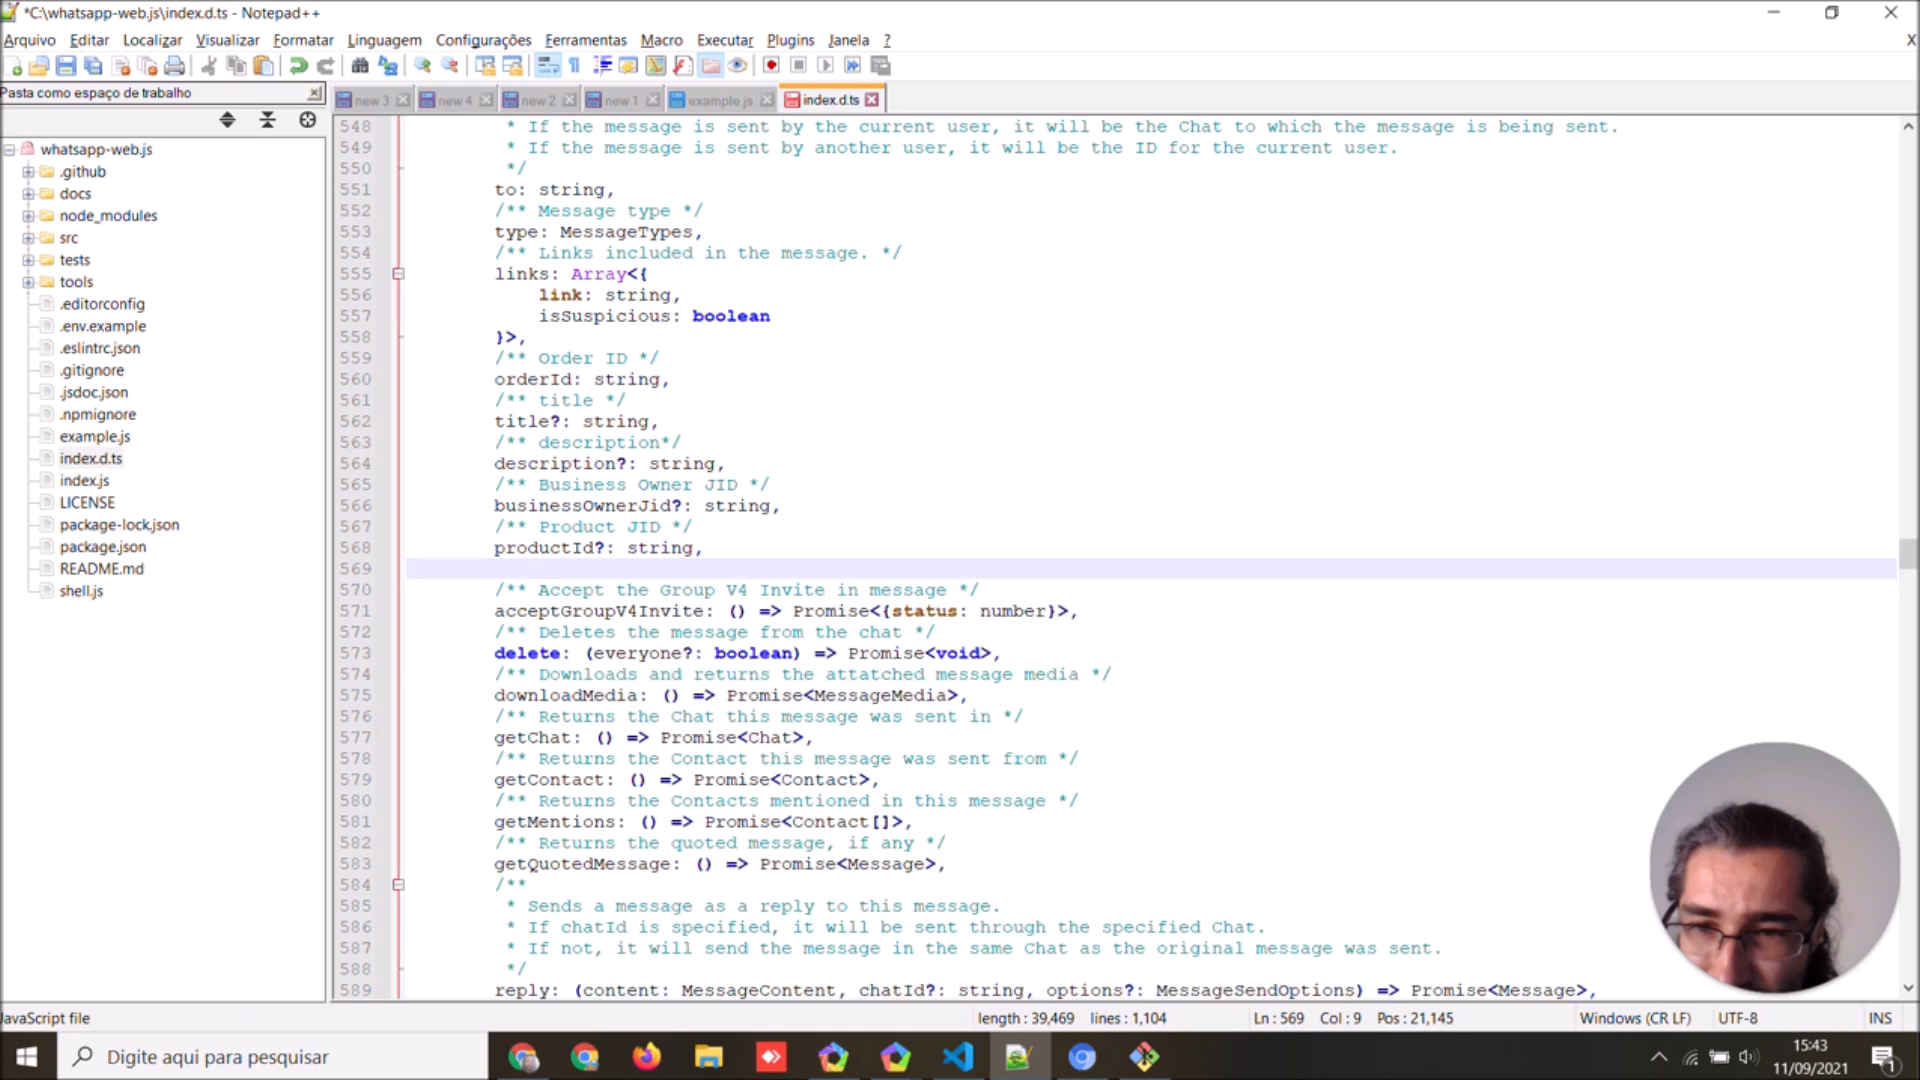 *C:\whatsapp-web.js\index.d.ts - Notepad++
Arquivo Editar Localizar Visualizar Formatar Linguagem Configurações Ferramentas Macro Executar Plugins Janela ? X
Pasta como espaço de trabalho
new 3 new 4 new 2 new 1 example.js index.d.ts
whatsapp-web.js
.github
docs
node_modules
src
tests
tools
.editorconfig
.env.example
.eslintrc.json
.gitignore
.jsdoc.json
.npmignore
example.js
index.d.ts
index.js
LICENSE
package-lock.json
package.json
README.md
shell.js
548 * If the message is sent by the current user, it will be the Chat to which the message is being sent.
549 * If the message is sent by another user, it will be the ID for the current user.
550 */
551 to: string,
552 /** Message type */
553 type: MessageTypes,
554 /** Links included in the message. */
555 links: Array<{
556 link: string,
557 isSuspicious: boolean
558 }>,
559 /** Order ID */
560 orderId: string,
561 /** title */
562 title?: string,
563 /** description*/
564 description?: string,
565 /** Business Owner JID */
566 businessOwnerJid?: string,
567 /** Product JID */
568 productId?: string,
569
570 /** Accept the Group V4 Invite in message */
571 acceptGroupV4Invite: () => Promise<{status: number}>,
572 /** Deletes the message from the chat */
573 delete: (everyone?: boolean) => Promise<void>,
574 /** Downloads and returns the attatched message media */
575 downloadMedia: () => Promise<MessageMedia>,
576 /** Returns the Chat this message was sent in */
577 getChat: () => Promise<Chat>,
578 /** Returns the Contact this message was sent from */
579 getContact: () => Promise<Contact>,
580 /** Returns the Contacts mentioned in this message */
581 getMentions: () => Promise<Contact[]>,
582 /** Returns the quoted message, if any */
583 getQuotedMessage: () => Promise<Message>,
584 /**
585 * Sends a message as a reply to this message.
586 * If chatId is specified, it will be sent through the specified Chat.
587 * If not, it will send the message in the same Chat as the original message was sent.
588 */
589 reply: (content: MessageContent, chatId?: string, options?: MessageSendOptions) => Promise<Message>,
JavaScript file length : 39,469 lines : 1,104 Ln : 569 Col : 9 Pos : 21,145 Windows (CR LF) UTF-8 INS
Digite aqui para pesquisar
15:43
11/09/2021
1